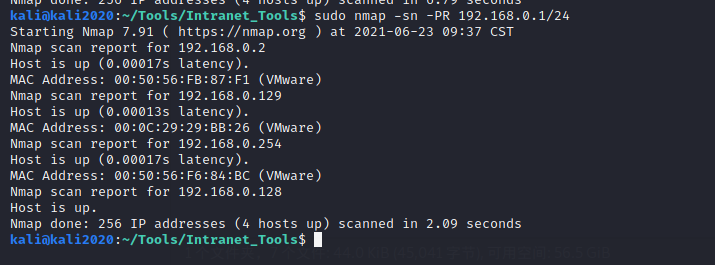 Nmap done: 256 IP addresses (4 hosts up) scanned in 6.79 seconds
kali@kali2020:~/Tools/Intranet_Tools$ sudo nmap -sn -PR 192.168.0.1/24
Starting Nmap 7.91 ( https://nmap.org ) at 2021-06-23 09:37 CST
Nmap scan report for 192.168.0.2
Host is up (0.00017s latency).
MAC Address: 00:50:56:FB:87:F1 (VMware)
Nmap scan report for 192.168.0.129
Host is up (0.00013s latency).
MAC Address: 00:0C:29:29:BB:26 (VMware)
Nmap scan report for 192.168.0.254
Host is up (0.00017s latency).
MAC Address: 00:50:56:F6:84:BC (VMware)
Nmap scan report for 192.168.0.128
Host is up.
Nmap done: 256 IP addresses (4 hosts up) scanned in 2.09 seconds
kali@kali2020:~/Tools/Intranet_Tools$